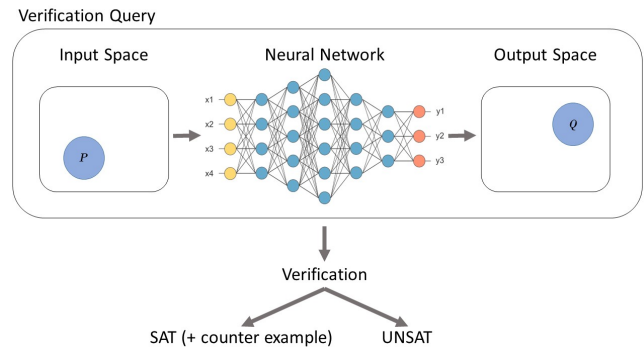 Verification Query
Input Space
Neural Network
Output Space
x1
x2
x3
x4
P
y1
y2
y3
Q
Verification
SAT (+ counter example)
UNSAT